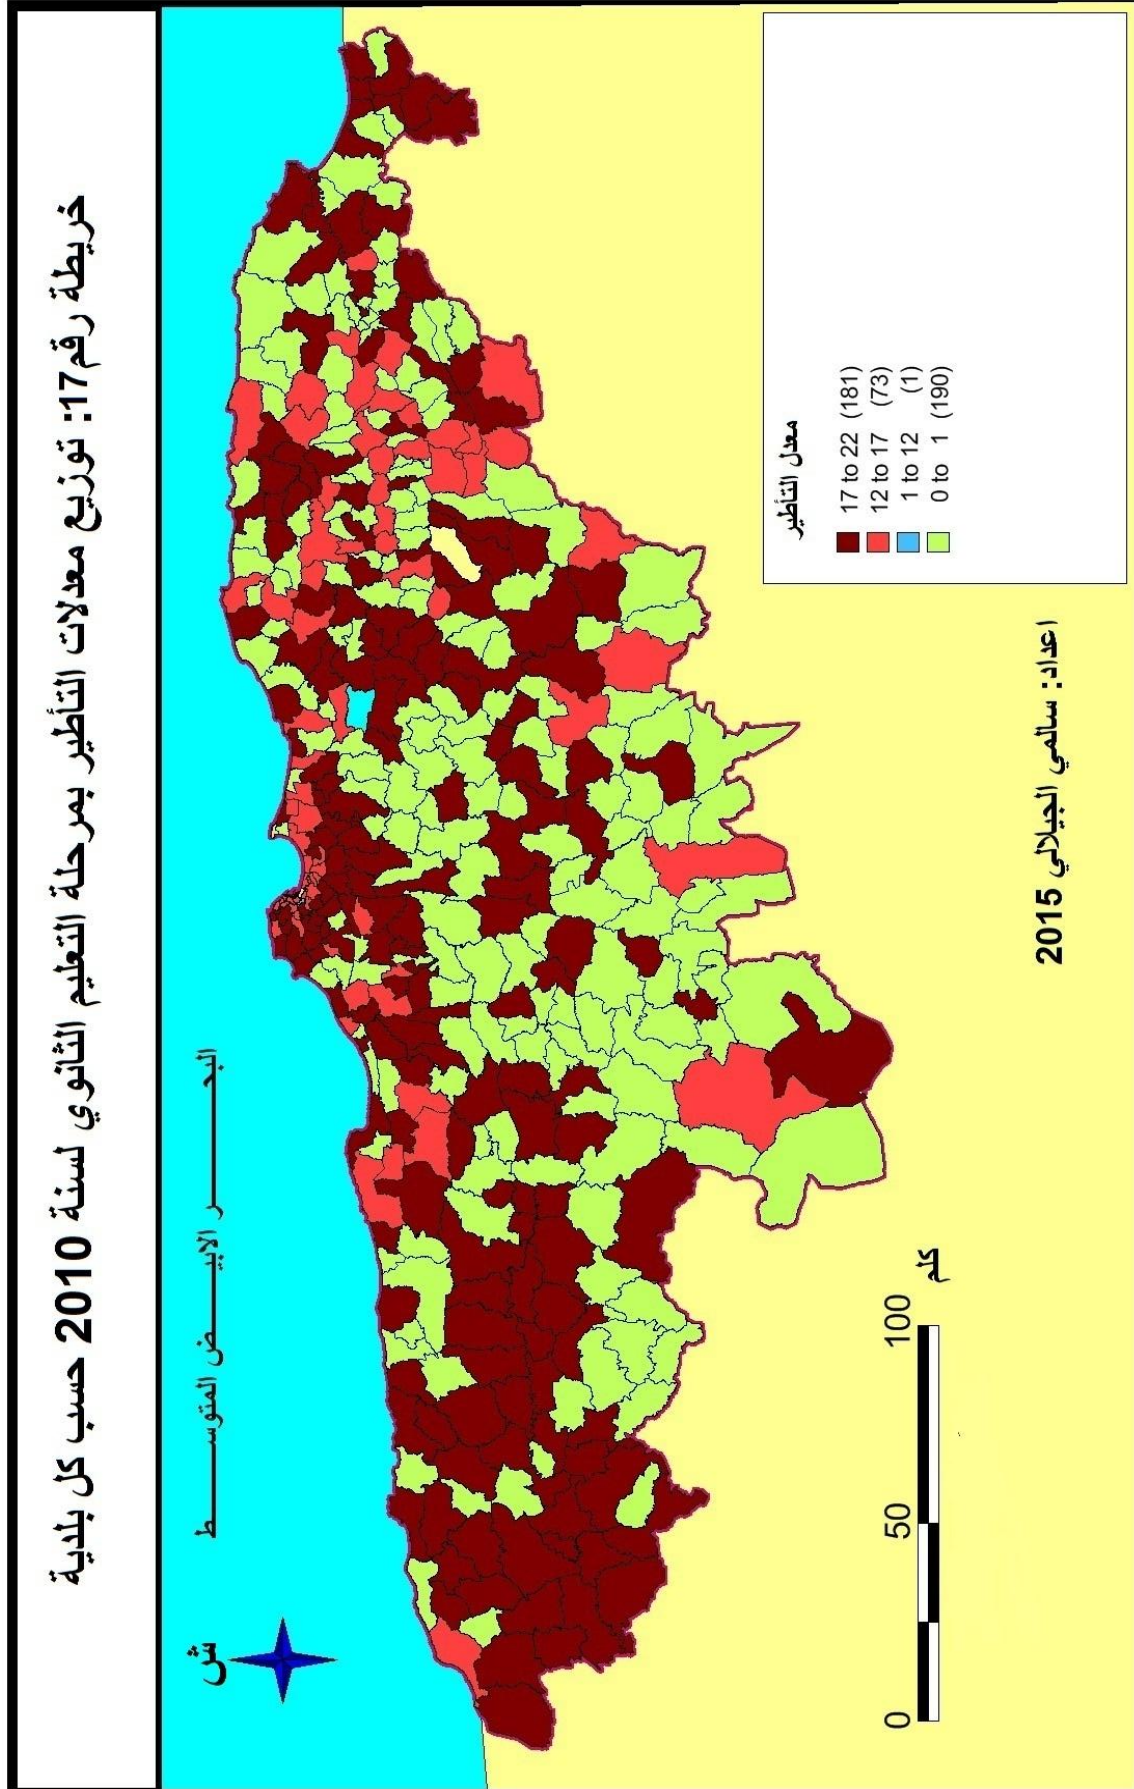 خريطة رقم17: توزيع معدلات التأطير بمرحلة التعليم الثانوي لسنة 2010 حسب كل بلدية
البحـــــــــر الابيـــــــض المتوســـــــــط
ش
معدل التأطير
17 to 22 (181)
12 to 17 (73)
1 to 12 (1)
0 to 1 (190)
0 50 100
كلم
اعداد: سالمي الجيلالي 2015